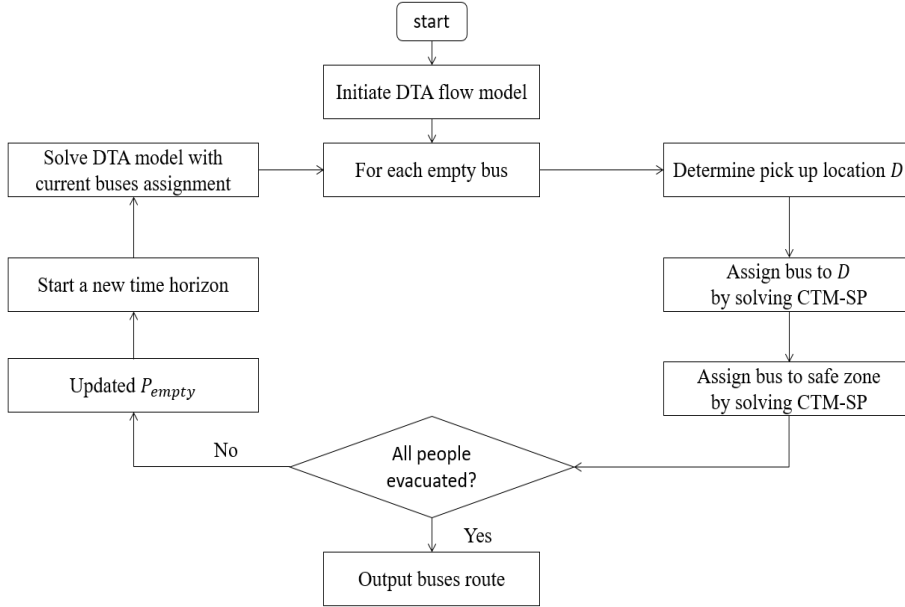 start
Initiate DTA flow model
Solve DTA model with
current buses assignment
For each empty bus
Determine pick up location D
Start a new time horizon
Assign bus to D
by solving CTM-SP
Updated P_empty
Assign bus to safe zone
by solving CTM-SP
No
All people
evacuated?
Yes
Output buses route